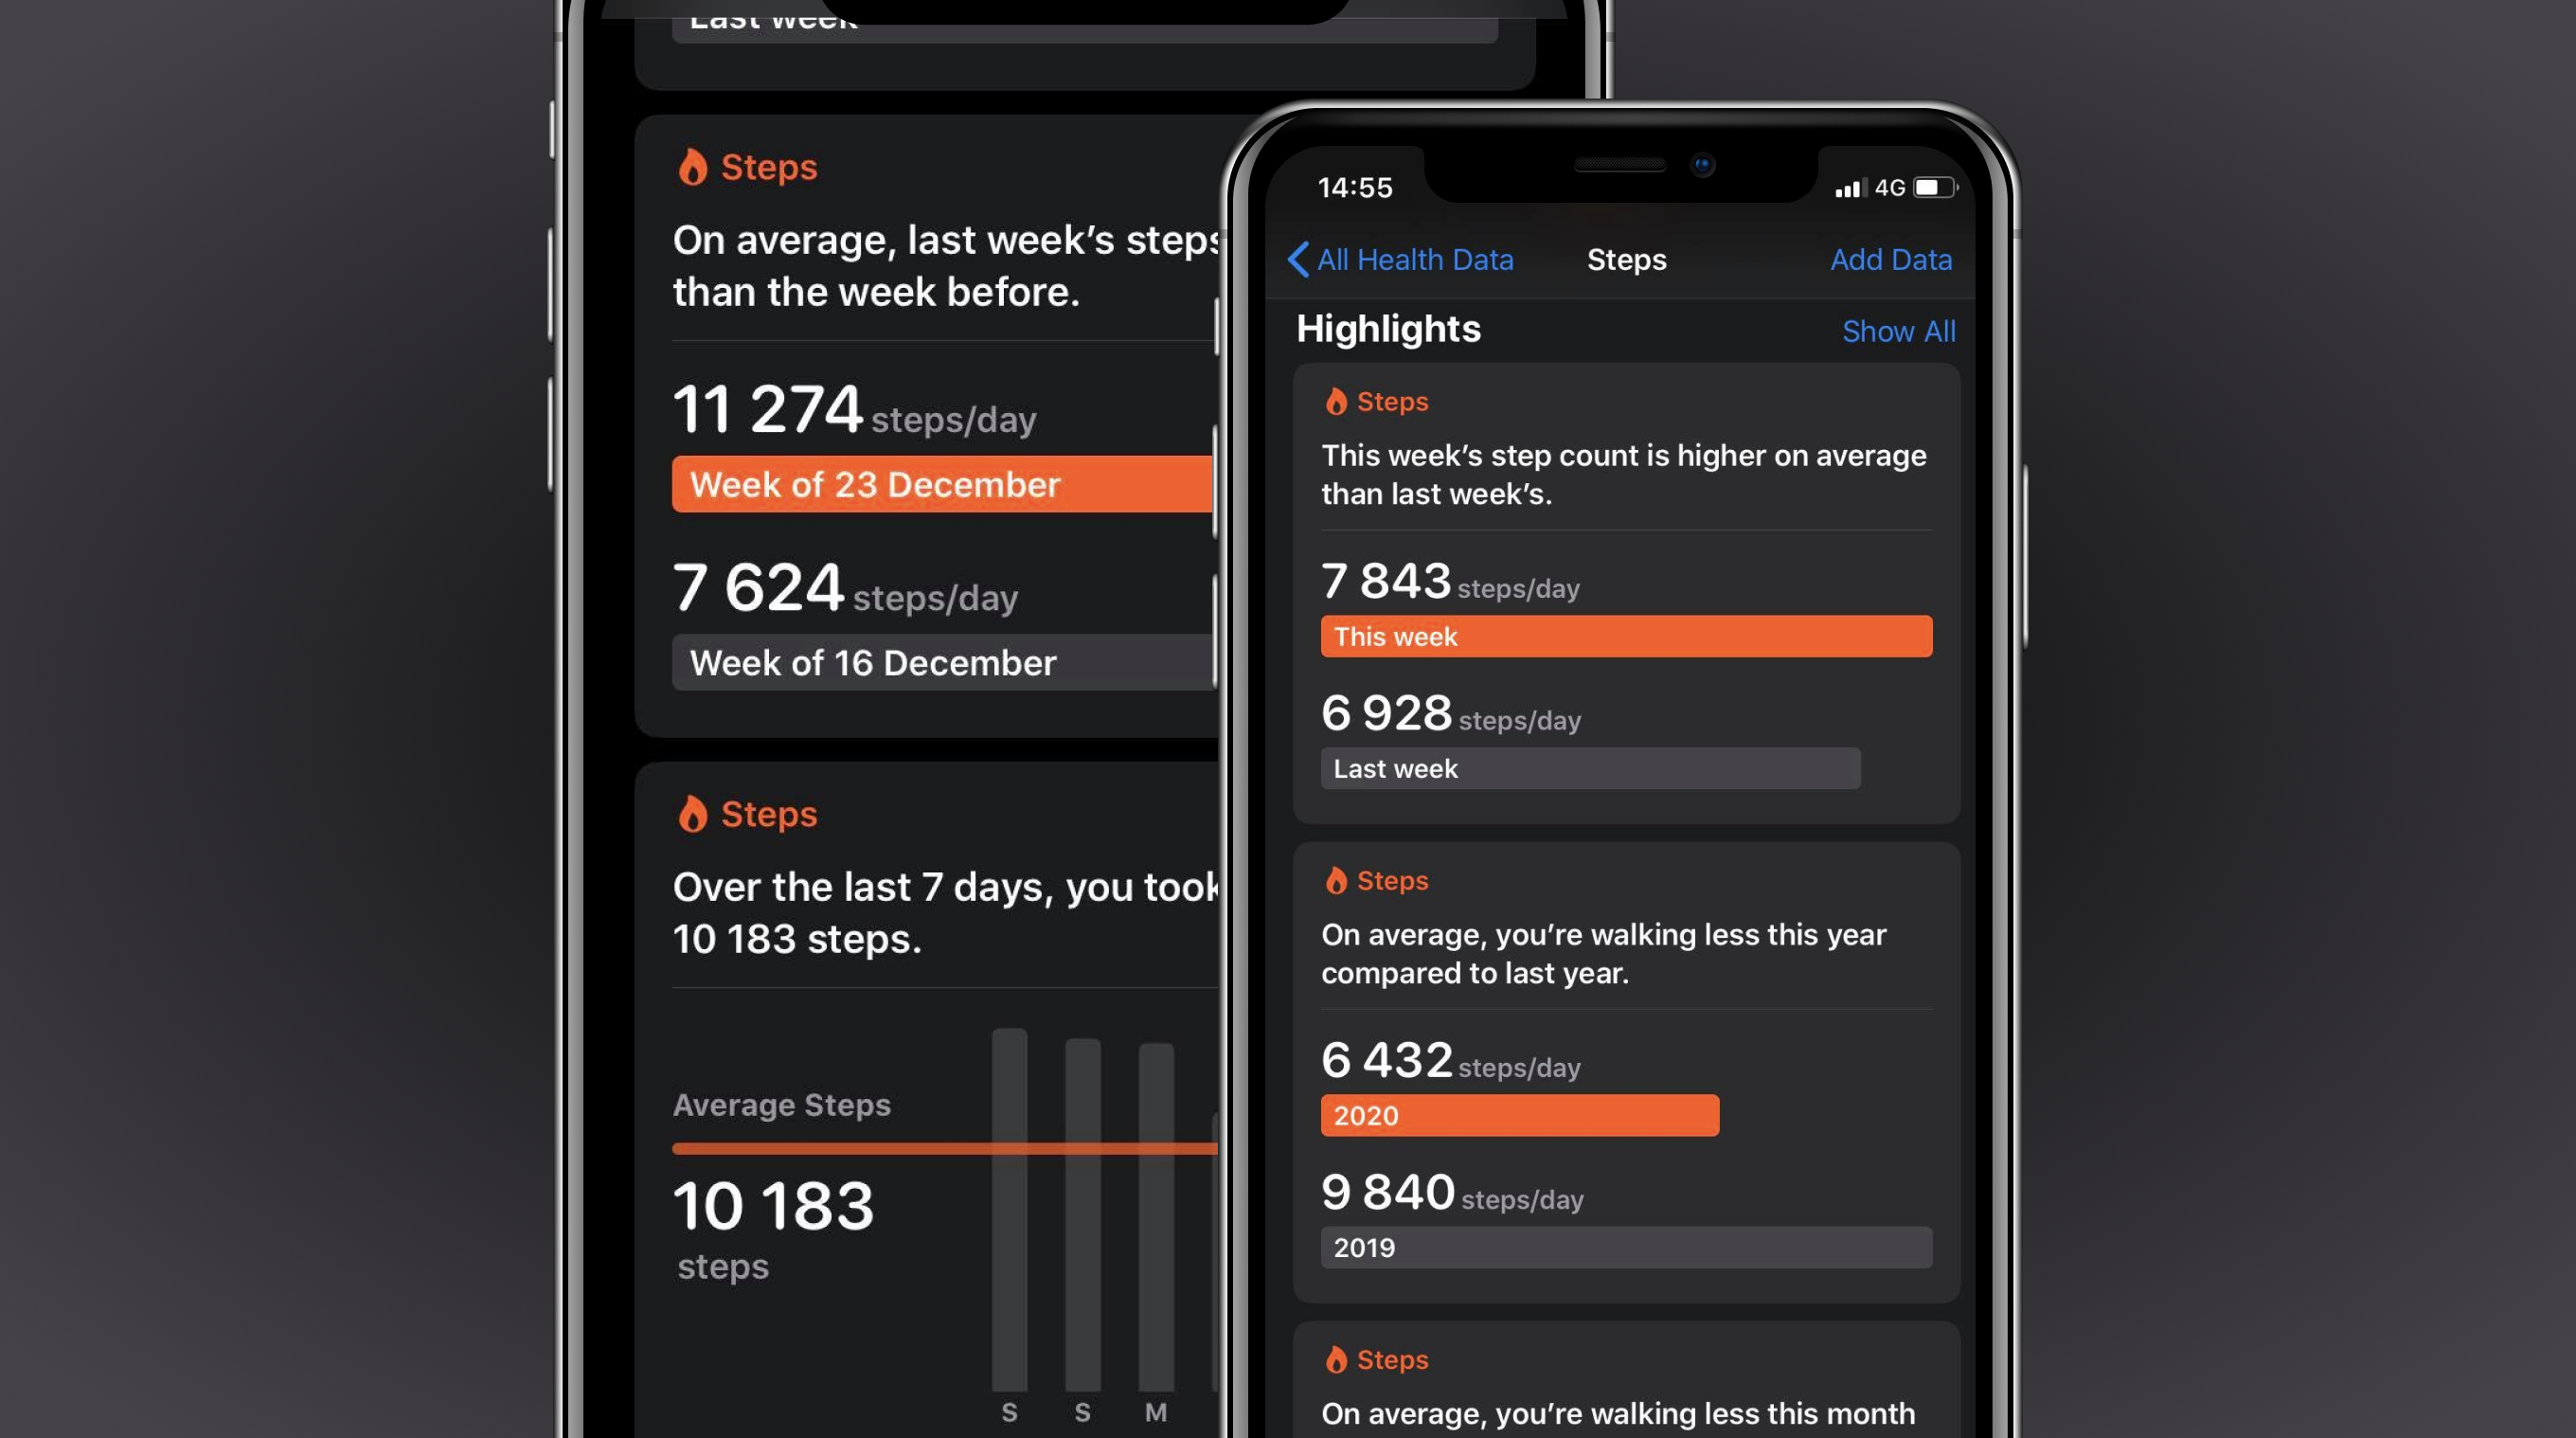 Last week
Steps
On average, last week's steps
than the week before.
11 274 steps/day
Week of 23 December
7 624 steps/day
Week of 16 December
Steps
Over the last 7 days, you took
10 183 steps.
Average Steps
10 183
steps
S S M
14:55
4G
All Health Data
Steps
Add Data
Highlights
Show All
Steps
This week's step count is higher on average
than last week's.
7 843 steps/day
This week
6 928 steps/day
Last week
Steps
On average, you're walking less this year
compared to last year.
6 432 steps/day
2020
9 840 steps/day
2019
Steps
On average, you're walking less this month